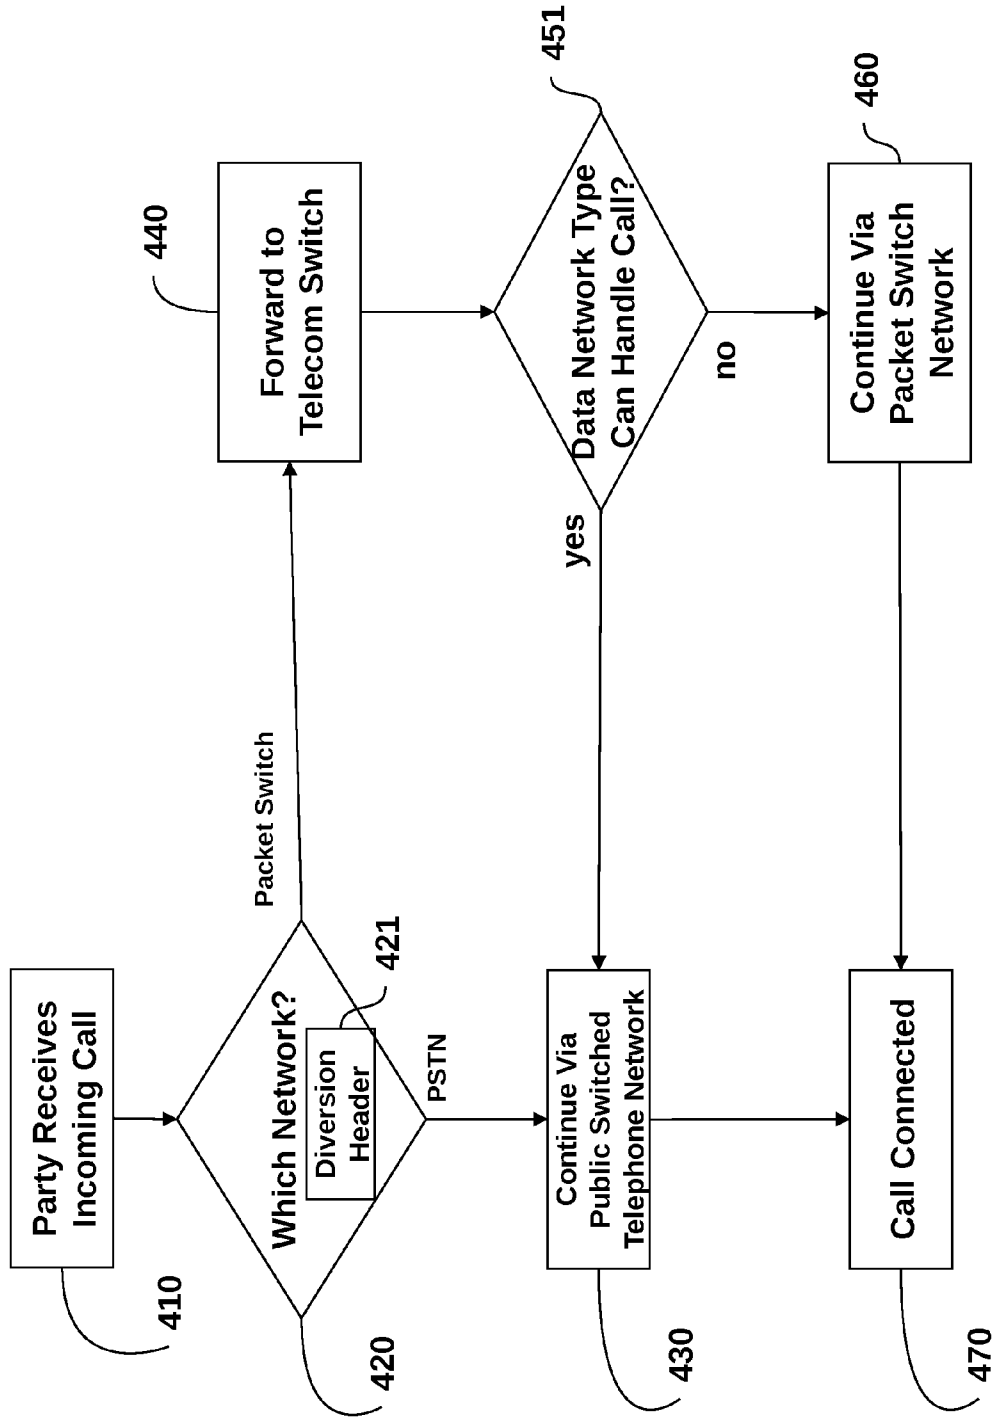 Party Receives
Incoming Call
410
Which Network?
Diversion
Header
421
420
Packet Switch
PSTN
Forward to
Telecom Switch
440
Data Network Type
Can Handle Call?
451
yes
no
Continue Via
Public Switched
Telephone Network
430
Continue Via
Packet Switch
Network
460
Call Connected
470